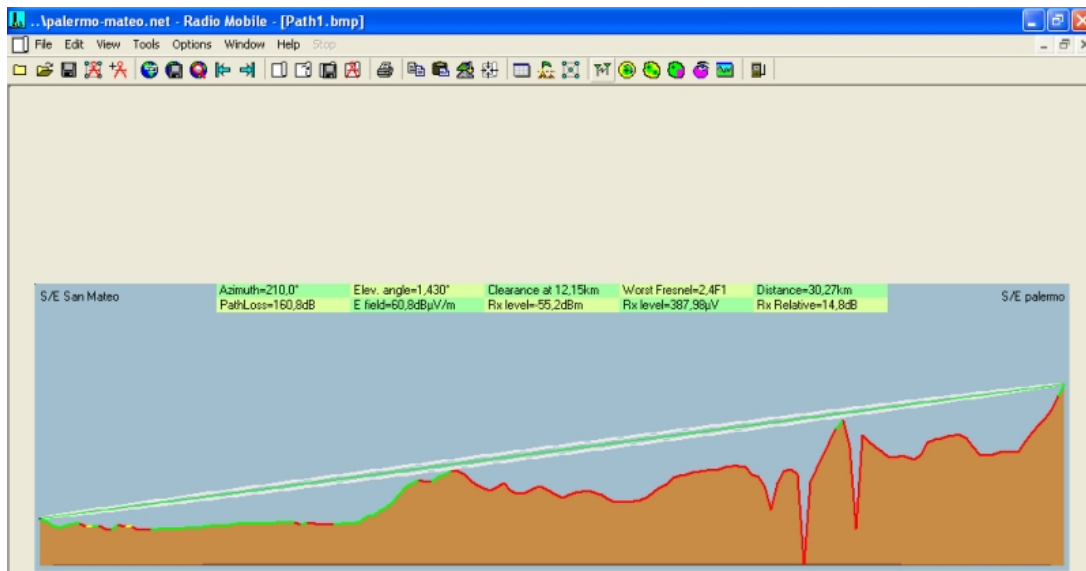 ..\palermo-mateo.net - Radio Mobile - [Path1.bmp]
File Edit View Tools Options Window Help Stop
S/E San Mateo
Azimuth=210,0° Elev. angle=1,430° Clearance at 12,15km Worst Fresnel=2,4F1 Distance=30,27km
PathLoss=160,8dB E field=60,8dBµV/m Rx level=-55,2dBm Rx level=387,98µV Rx Relative=14,8dB
S/E palermo